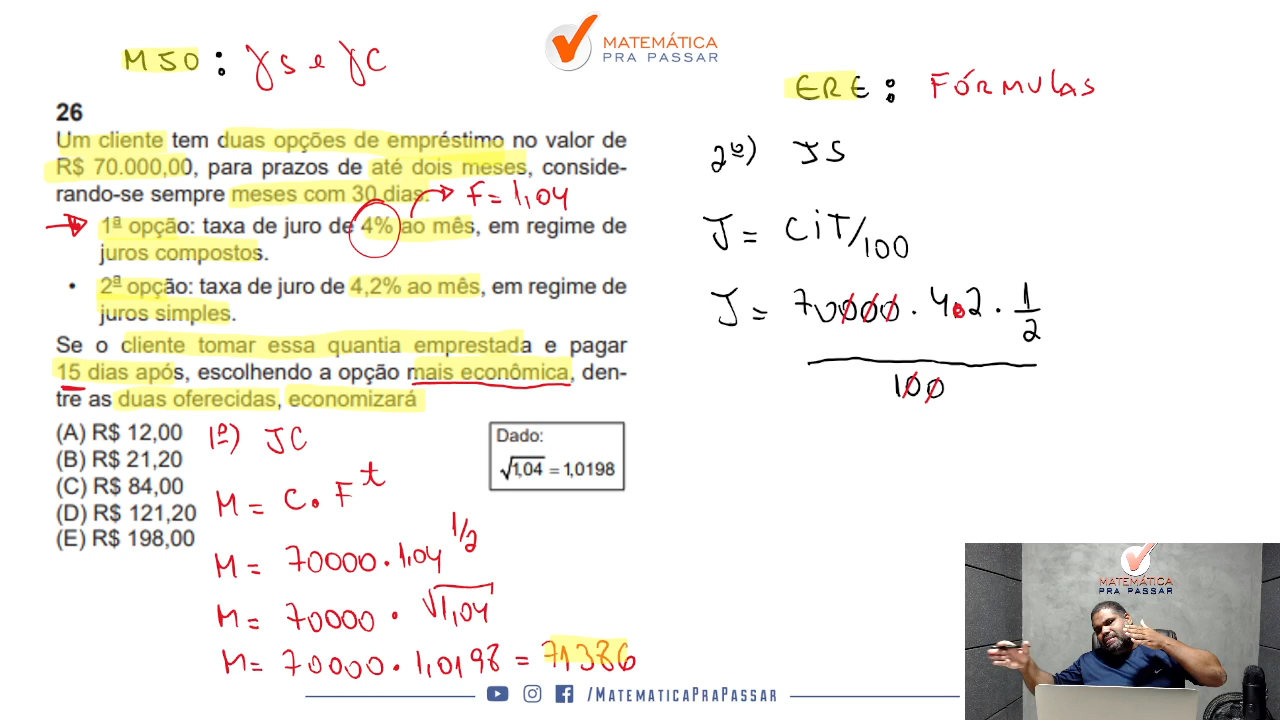 MATEMÁTICA
PRA PASSAR
M50 : JS e JC
ERE : FÓRMULAS
26
Um cliente tem duas opções de empréstimo no valor de
R$ 70.000,00, para prazos de até dois meses, conside-
rando-se sempre meses com 30 dias.
F = 1,04
1ª opção: taxa de juro de 4% ao mês, em regime de
juros compostos.
• 2ª opção: taxa de juro de 4,2% ao mês, em regime de
juros simples.
Se o cliente tomar essa quantia emprestada e pagar
15 dias após, escolhendo a opção mais econômica, den-
tre as duas oferecidas, economizará
(A) R$ 12,00
(B) R$ 21,20
(C) R$ 84,00
(D) R$ 121,20
(E) R$ 198,00
Dado:
√1,04 = 1,0198
1º) JC
M = C . F^t
M = 70000 . 1,04^1/2
M = 70000 . √1,04
M = 70000 . 1,0198 = 71,386
2º) JS
J = CiT/100
J = 70000 . 4,2 . 1/2
100
MATEMÁTICA
PRA PASSAR
/MATEMATICAPRAPASSAR